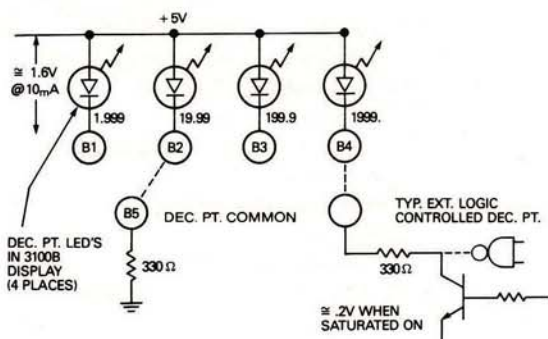 +5V
≅ 1.6V
@10mA
1.999
19.99
199.9
1999.
B1
B2
B3
B4
B5
DEC. PT. COMMON
TYP. EXT. LOGIC
CONTROLLED DEC. PT.
DEC. PT. LED'S
IN 3100B
DISPLAY
(4 PLACES)
330Ω
330Ω
≅ .2V WHEN
SATURATED ON